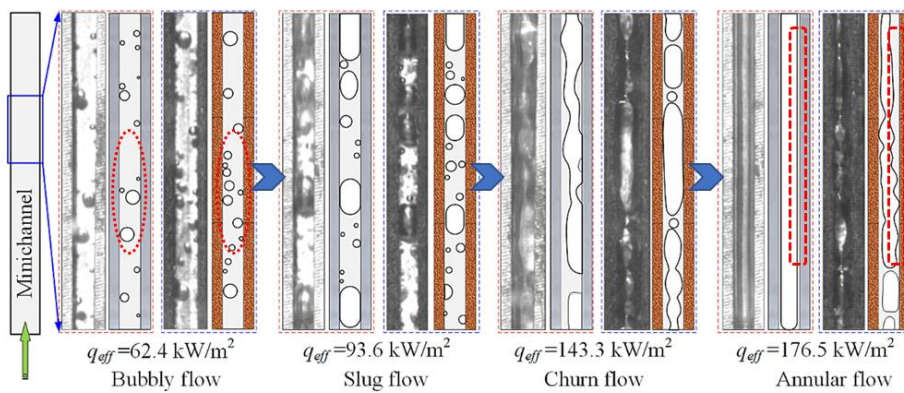 Minichannel
q_eff=62.4 kW/m²
Bubbly flow
q_eff=93.6 kW/m²
Slug flow
q_eff=143.3 kW/m²
Churn flow
q_eff=176.5 kW/m²
Annular flow